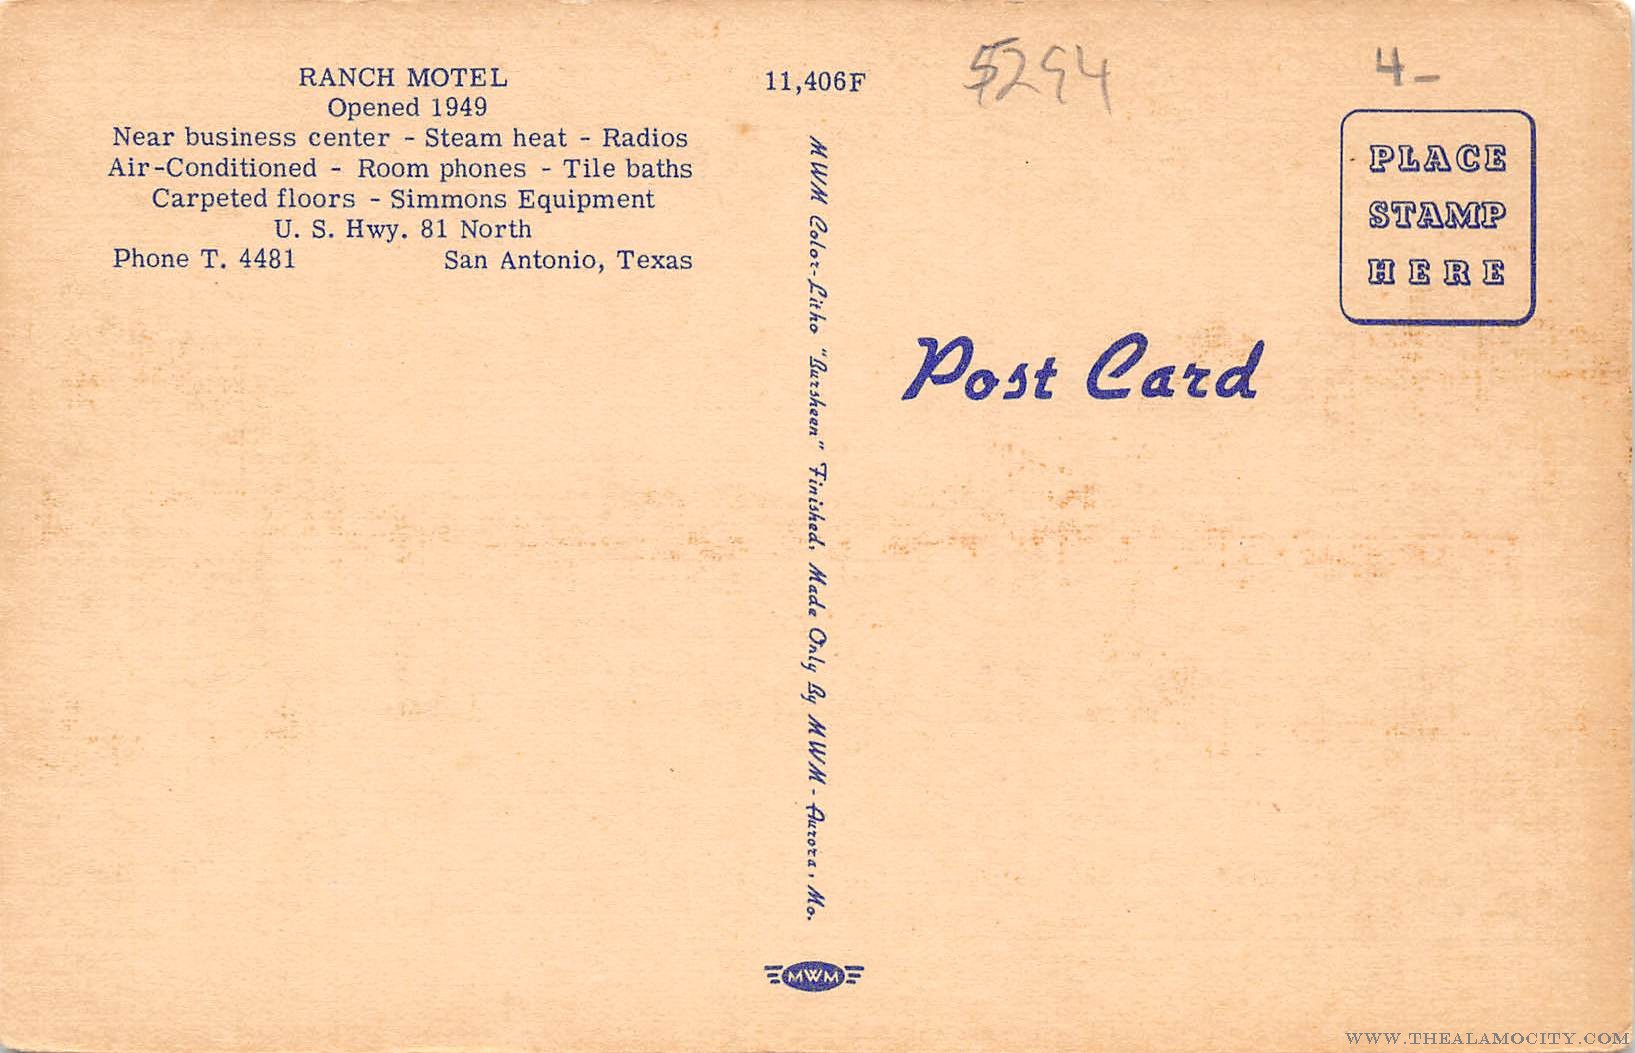 RANCH MOTEL
Opened 1949
Near business center - Steam heat - Radios
Air-Conditioned - Room phones - Tile baths
Carpeted floors - Simmons Equipment
U. S. Hwy. 81 North
Phone T. 4481 San Antonio, Texas
11,406F
5294
4-
PLACE
STAMP
HERE
MWM Color-Litho "Bursheen" Finished, Made Only By MWM - Aurora, Mo.
Post Card
MWM
WWW.THEALAMOCITY.COM